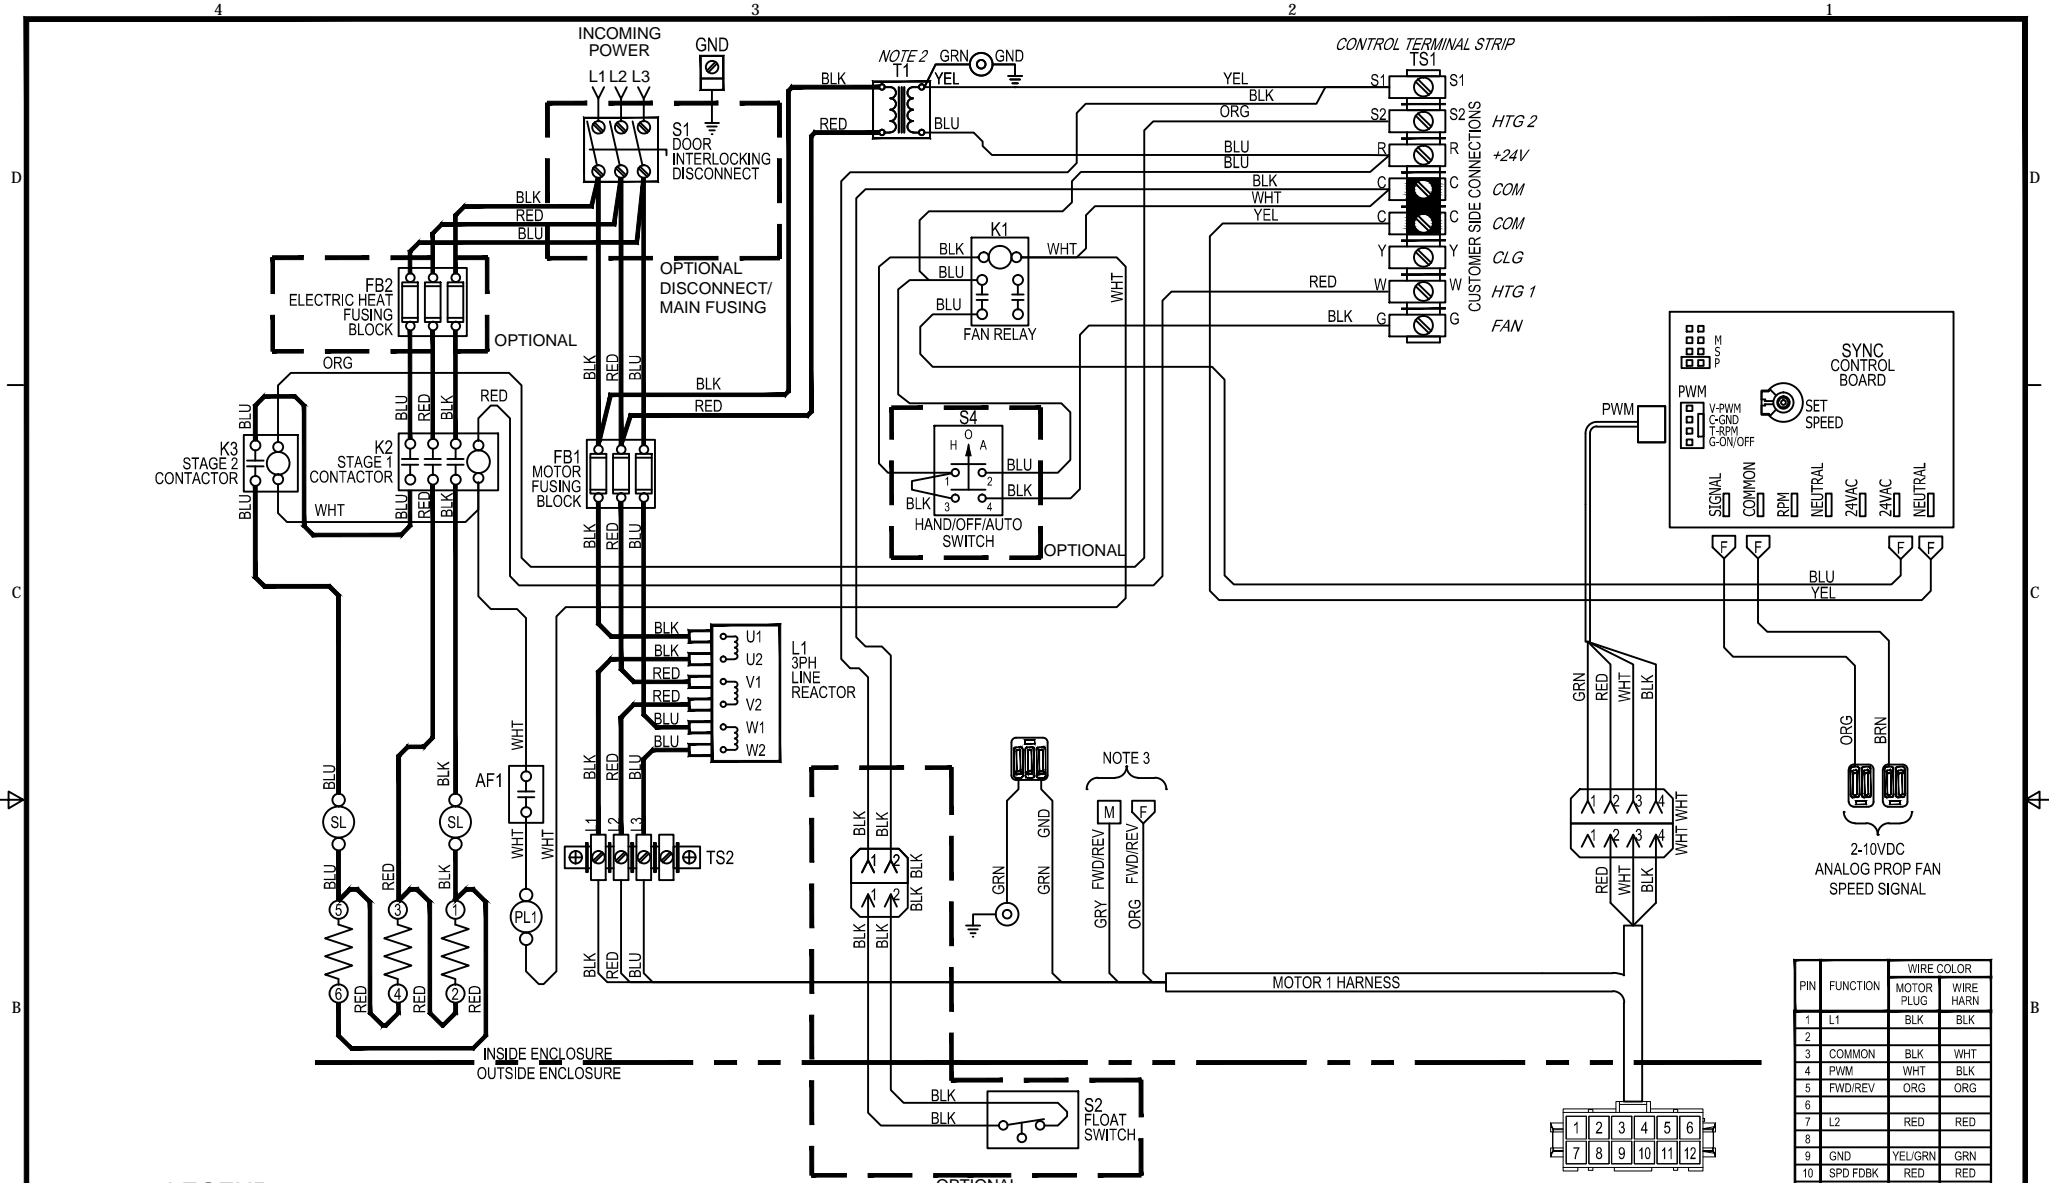 4 3 2 1
INCOMING
POWER
L1 L2 L3
GND
NOTE 2
T1
GRN GND
CONTROL TERMINAL STRIP
TS1
BLK
YEL
YEL
BLK
ORG
RED
BLU
BLU
BLU
BLK
WHT
YEL
S1 S1
S2 S2 HTG 2
R R +24V
C C COM
C C COM
Y Y CLG
RED W W HTG 1
BLK G G FAN
CUSTOMER SIDE CONNECTIONS
S1
DOOR
INTERLOCKING
DISCONNECT
D D
BLK
RED
BLU
OPTIONAL
DISCONNECT/
MAIN FUSING
FB2
ELECTRIC HEAT
FUSING
BLOCK
OPTIONAL
K1
BLK WHT
BLU
BLU
WHT
FAN RELAY
ORG
RED
BLK RED BLU
BLK
RED
BLU
BLU RED BLK
K3
STAGE 2
CONTACTOR
K2
STAGE 1
CONTACTOR
BLU
WHT
BLU RED BLK
FB1
MOTOR
FUSING
BLOCK
BLK RED BLU
S4
O
H A
1 2
3 4
BLU
BLK
BLK
HAND/OFF/AUTO
SWITCH
OPTIONAL
M
S
P
PWM
V-PWM
C-GND
T-RPM
G-ON/OFF
SYNC
CONTROL
BOARD
SET
SPEED
PWM
SIGNAL COMMON RPM NEUTRAL 24VAC 24VAC NEUTRAL
F F F F
BLU
YEL
C C
BLK U1
BLK U2
RED V1
RED V2
BLU W1
BLU W2
L1
3PH
LINE
REACTOR
GRN RED WHT BLK
ORG BRN
BLU BLK
SL SL
BLU RED BLK
WHT
AF1
WHT WHT
PL1
BLK RED BLU
L1 L2 L3
TS2
BLK RED BLU
5 3 1
6 4 2
RED RED RED
BLK BLK
1 2 BLK
1 2 BLK
BLK BLK
GRN
GND
GRN
NOTE 3
M F
FWD/REV FWD/REV
GRY ORG
1 2 3 4 WHT WHT
1 2 3 4 WHT WHT
RED WHT BLK
2-10VDC
ANALOG PROP FAN
SPEED SIGNAL
MOTOR 1 HARNESS
B B
INSIDE ENCLOSURE
OUTSIDE ENCLOSURE
BLK
BLK
S2
FLOAT
SWITCH
OPTIONAL
1 2 3 4 5 6
7 8 9 10 11 12
WIRE COLOR
PIN FUNCTION MOTOR PLUG WIRE HARN
1 L1 BLK BLK
2
3 COMMON BLK WHT
4 PWM WHT BLK
5 FWD/REV ORG ORG
6
7 L2 RED RED
8
9 GND YEL/GRN GRN
10 SPD FDBK RED RED